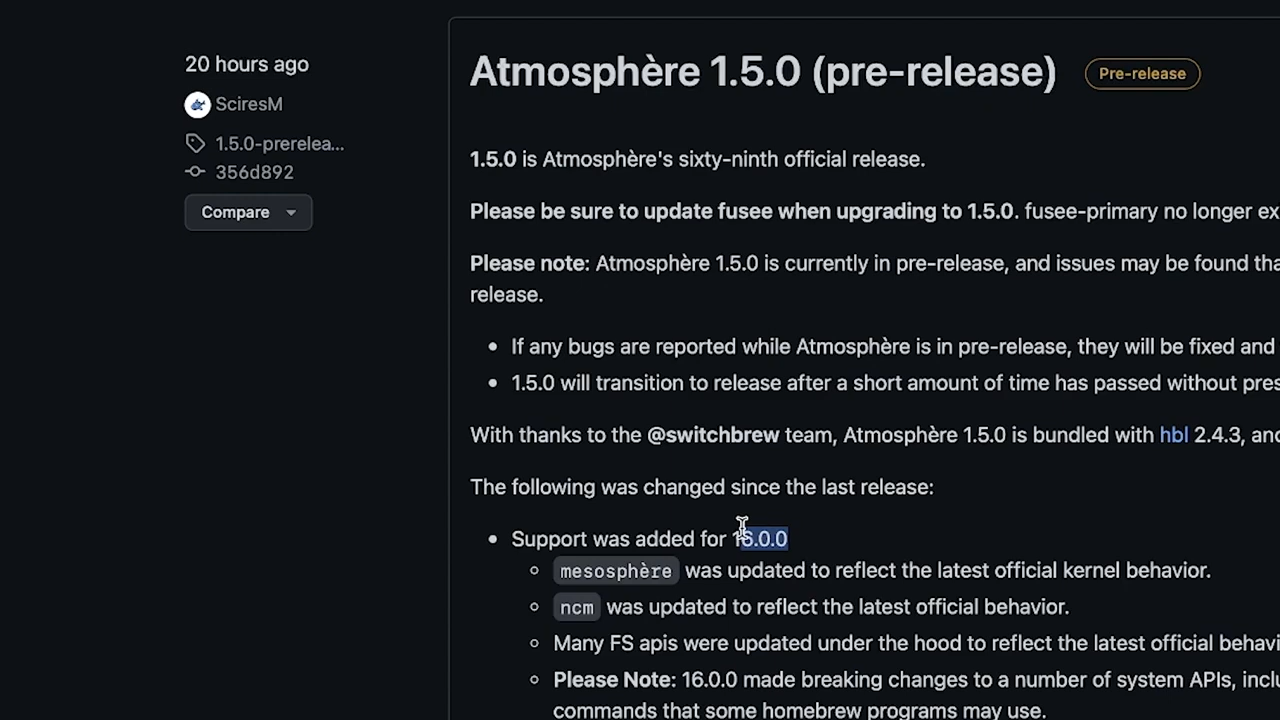 20 hours ago
SciresM
1.5.0-prerelea...
356d892
Compare
Atmosphère 1.5.0 (pre-release)
Pre-release
1.5.0 is Atmosphère's sixty-ninth official release.
Please be sure to update fusee when upgrading to 1.5.0. fusee-primary no longer ex
Please note: Atmosphère 1.5.0 is currently in pre-release, and issues may be found tha
release.
• If any bugs are reported while Atmosphère is in pre-release, they will be fixed and
• 1.5.0 will transition to release after a short amount of time has passed without pres
With thanks to the @switchbrew team, Atmosphère 1.5.0 is bundled with hbl 2.4.3, and
The following was changed since the last release:
• Support was added for 16.0.0
◦ mesosphère was updated to reflect the latest official kernel behavior.
◦ ncm was updated to reflect the latest official behavior.
◦ Many FS apis were updated under the hood to reflect the latest official behavi
◦ Please Note: 16.0.0 made breaking changes to a number of system APIs, inclu
commands that some homebrew programs may use.